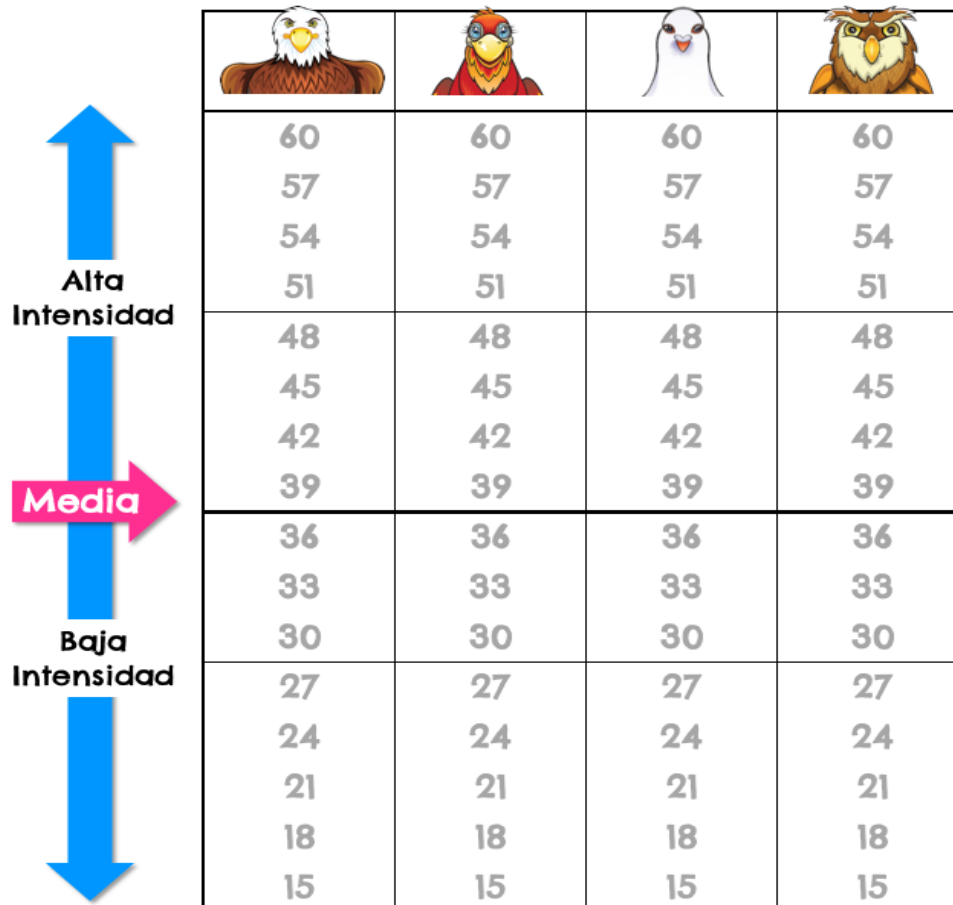 60 60 60 60
57 57 57 57
54 54 54 54
51 51 51 51
Alta
Intensidad
48 48 48 48
45 45 45 45
42 42 42 42
39 39 39 39
Media
36 36 36 36
33 33 33 33
30 30 30 30
Baja
Intensidad
27 27 27 27
24 24 24 24
21 21 21 21
18 18 18 18
15 15 15 15